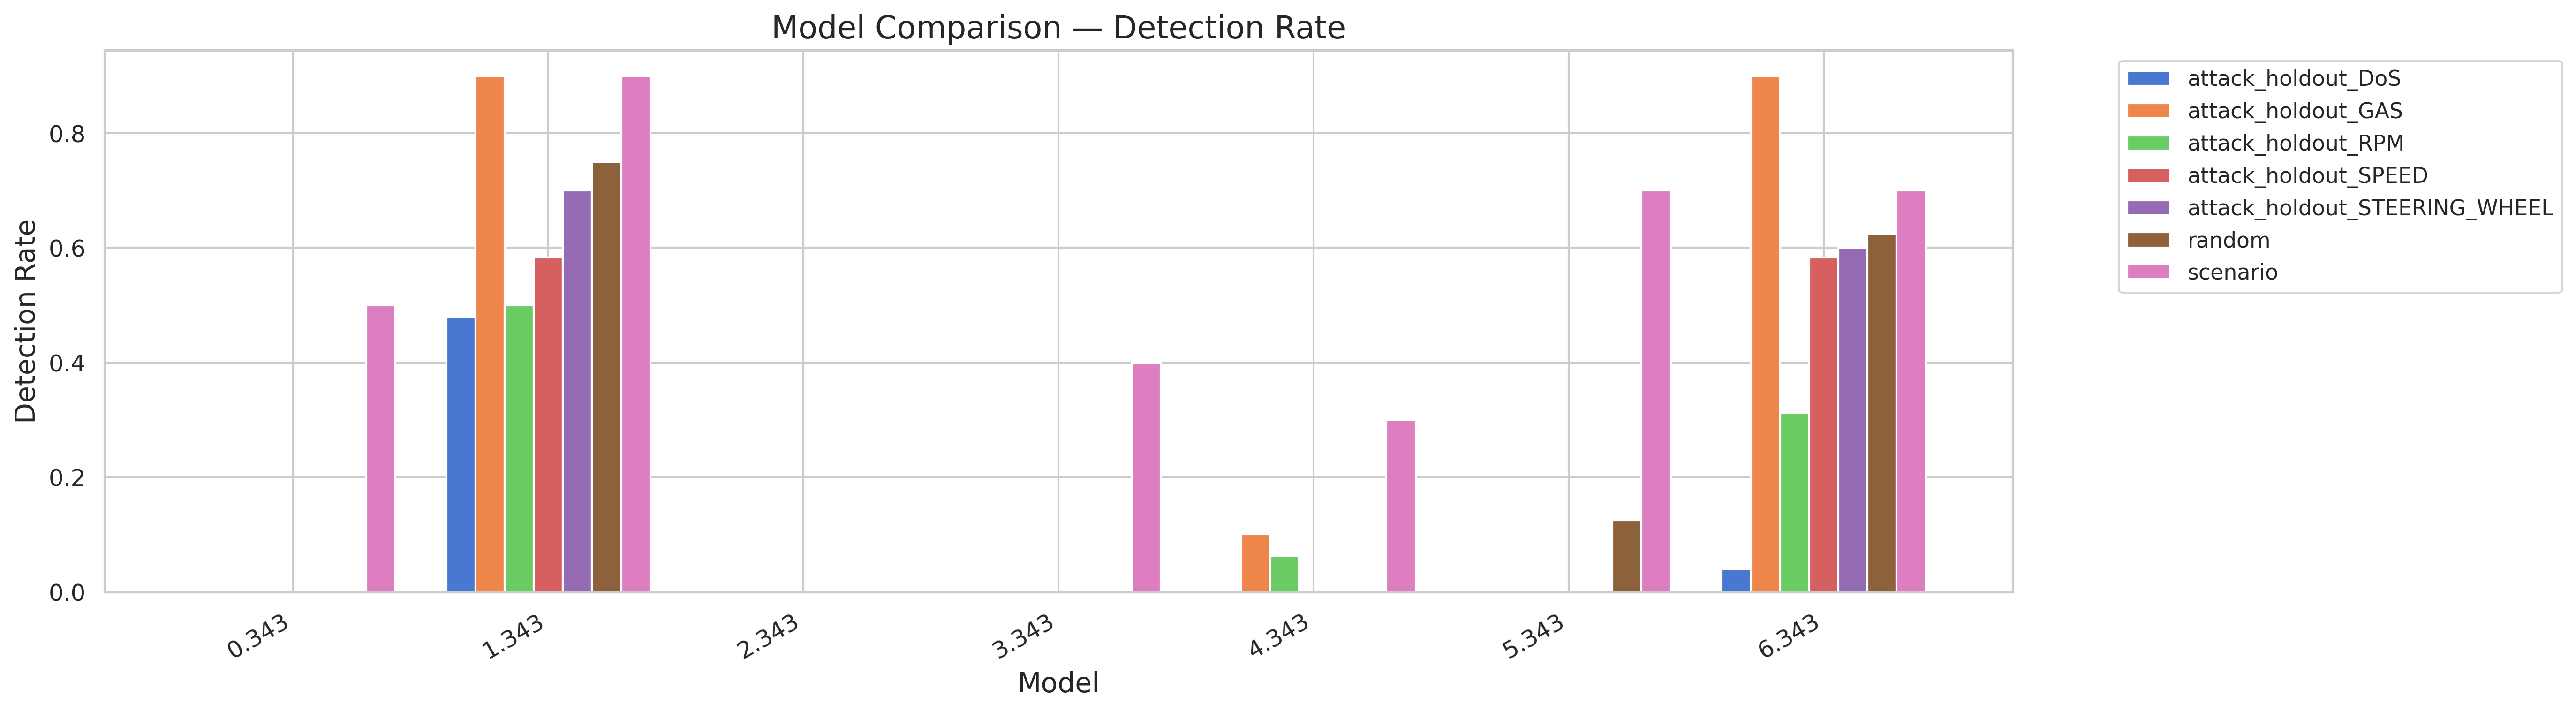 Model Comparison — Detection Rate
Detection Rate
0.8
0.6
0.4
0.2
0.0
0.343
1.343
2.343
3.343
4.343
5.343
6.343
Model
attack_holdout_DoS
attack_holdout_GAS
attack_holdout_RPM
attack_holdout_SPEED
attack_holdout_STEERING_WHEEL
random
scenario